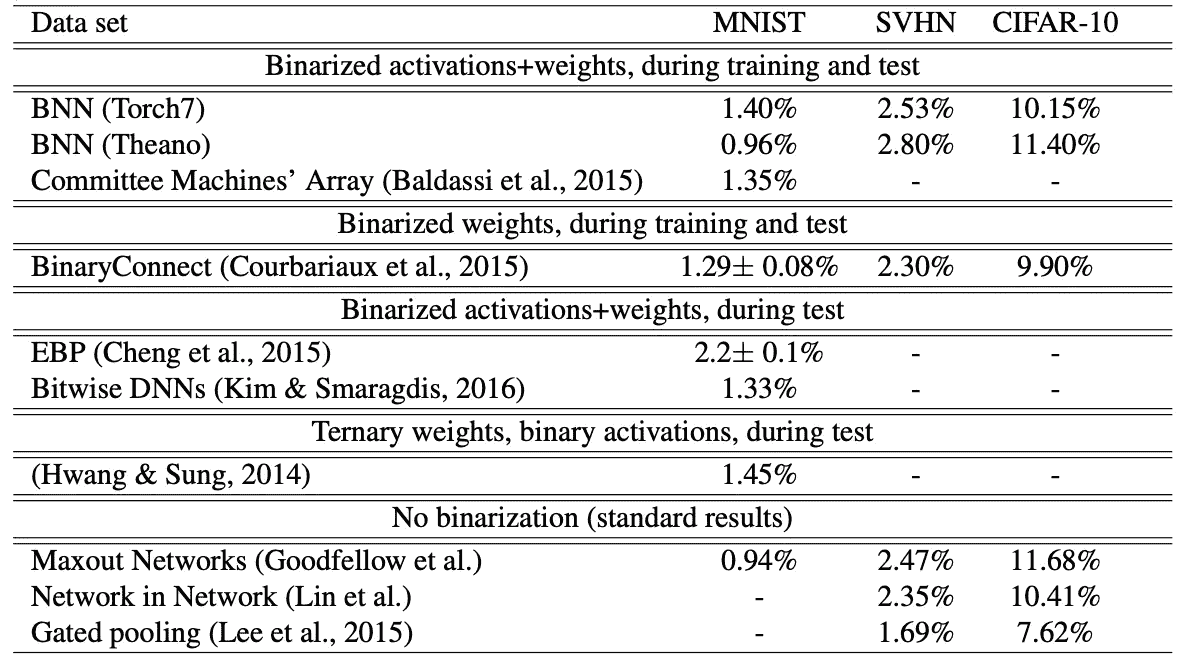 Data set MNIST SVHN CIFAR-10
Binarized activations+weights, during training and test
BNN (Torch7) 1.40% 2.53% 10.15%
BNN (Theano) 0.96% 2.80% 11.40%
Committee Machines’ Array (Baldassi et al., 2015) 1.35% - -
Binarized weights, during training and test
BinaryConnect (Courbariaux et al., 2015) 1.29± 0.08% 2.30% 9.90%
Binarized activations+weights, during test
EBP (Cheng et al., 2015) 2.2± 0.1% - -
Bitwise DNNs (Kim & Smaragdis, 2016) 1.33% - -
Ternary weights, binary activations, during test
(Hwang & Sung, 2014) 1.45% - -
No binarization (standard results)
Maxout Networks (Goodfellow et al.) 0.94% 2.47% 11.68%
Network in Network (Lin et al.) - 2.35% 10.41%
Gated pooling (Lee et al., 2015) - 1.69% 7.62%